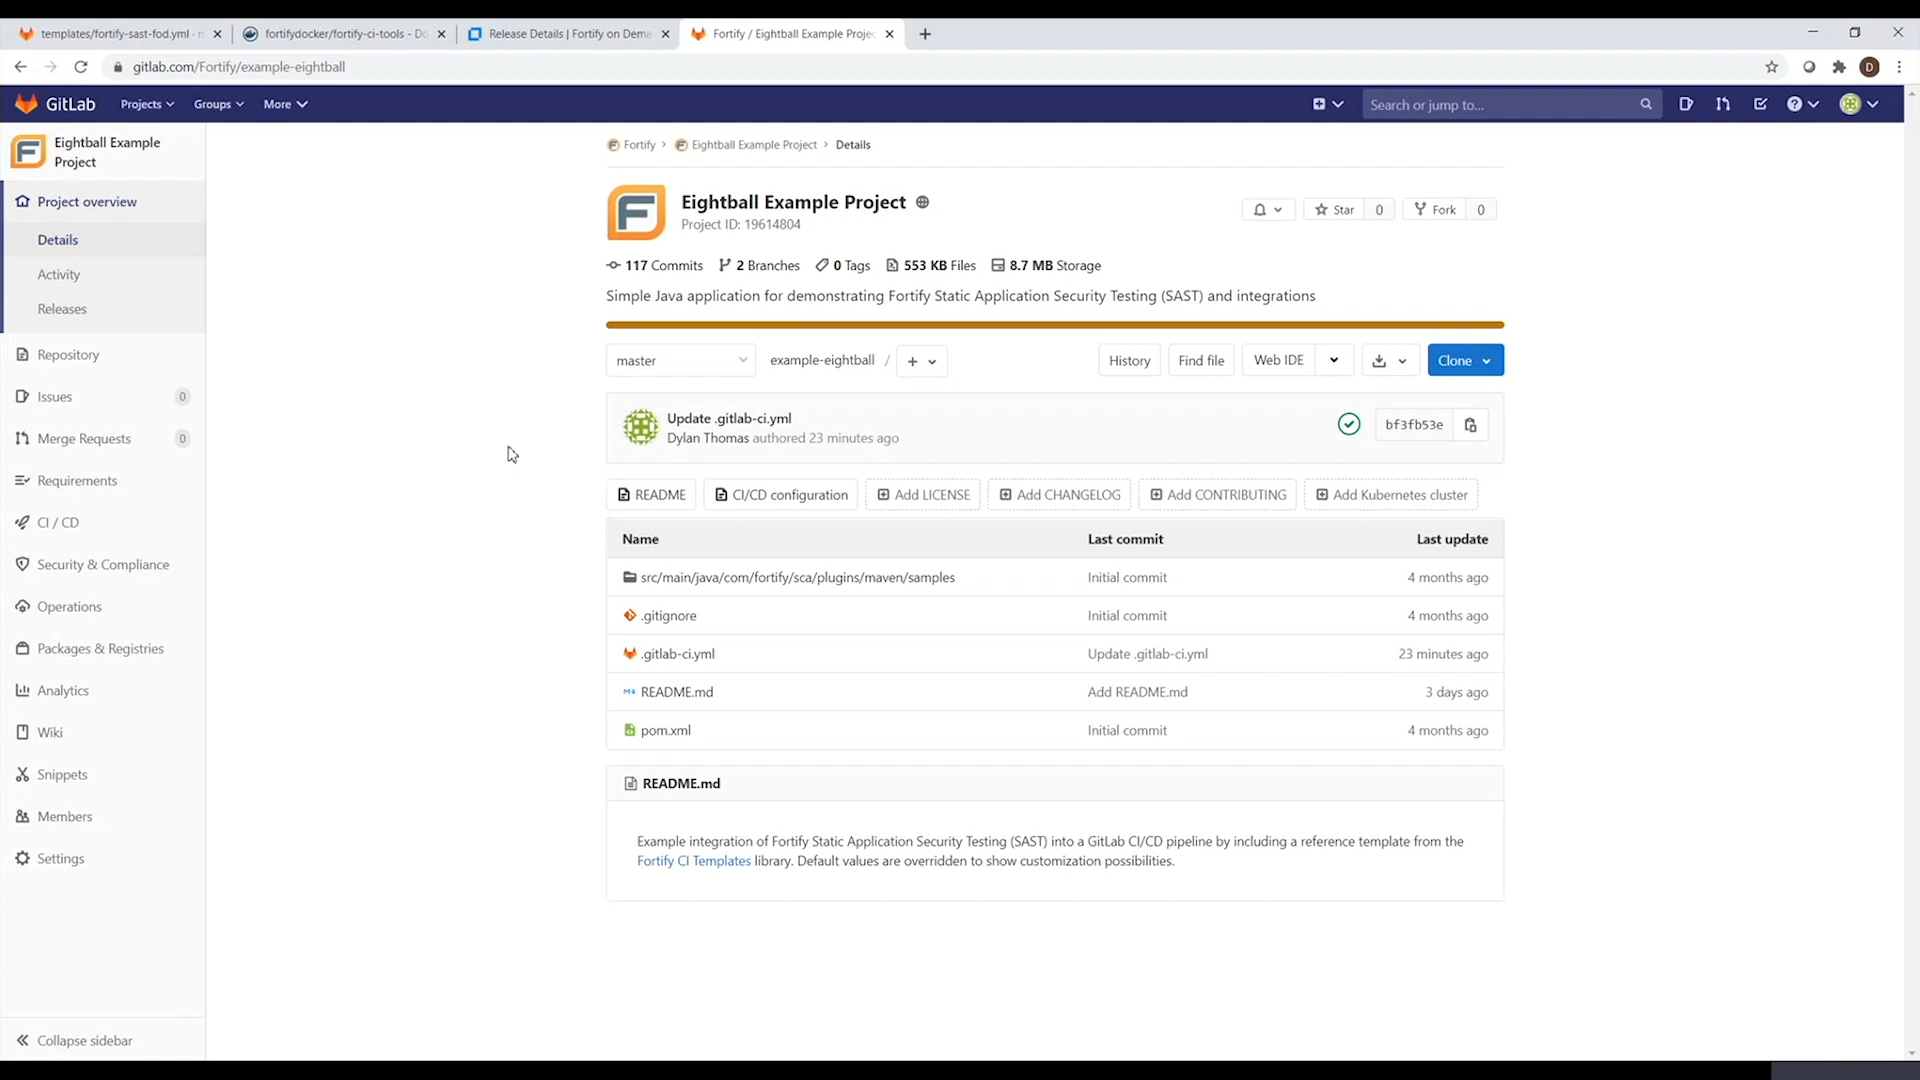 templates/fortify-sast-fod.yml -
fortifydocker/fortify-ci-tools - Do
Release Details | Fortify on Dema
Fortify / Eightball Example Projec
gitlab.com/Fortify/example-eightball
D
GitLab Projects Groups More Search or jump to...
Eightball Example
Project
Project overview
Details
Activity
Releases
Repository
Issues 0
Merge Requests 0
Requirements
CI / CD
Security & Compliance
Operations
Packages & Registries
Analytics
Wiki
Snippets
Members
Settings
Collapse sidebar
Fortify > Eightball Example Project > Details
Eightball Example Project
Project ID: 19614804
Star 0 Fork 0
117 Commits 2 Branches 0 Tags 553 KB Files 8.7 MB Storage
Simple Java application for demonstrating Fortify Static Application Security Testing (SAST) and integrations
master example-eightball / + History Find file Web IDE Clone
Update .gitlab-ci.yml
Dylan Thomas authored 23 minutes ago
bf3fb53e
README CI/CD configuration Add LICENSE Add CHANGELOG Add CONTRIBUTING Add Kubernetes cluster
Name Last commit Last update
src/main/java/com/fortify/sca/plugins/maven/samples Initial commit 4 months ago
.gitignore Initial commit 4 months ago
.gitlab-ci.yml Update .gitlab-ci.yml 23 minutes ago
README.md Add README.md 3 days ago
pom.xml Initial commit 4 months ago
README.md
Example integration of Fortify Static Application Security Testing (SAST) into a GitLab CI/CD pipeline by including a reference template from the
Fortify CI Templates library. Default values are overridden to show customization possibilities.